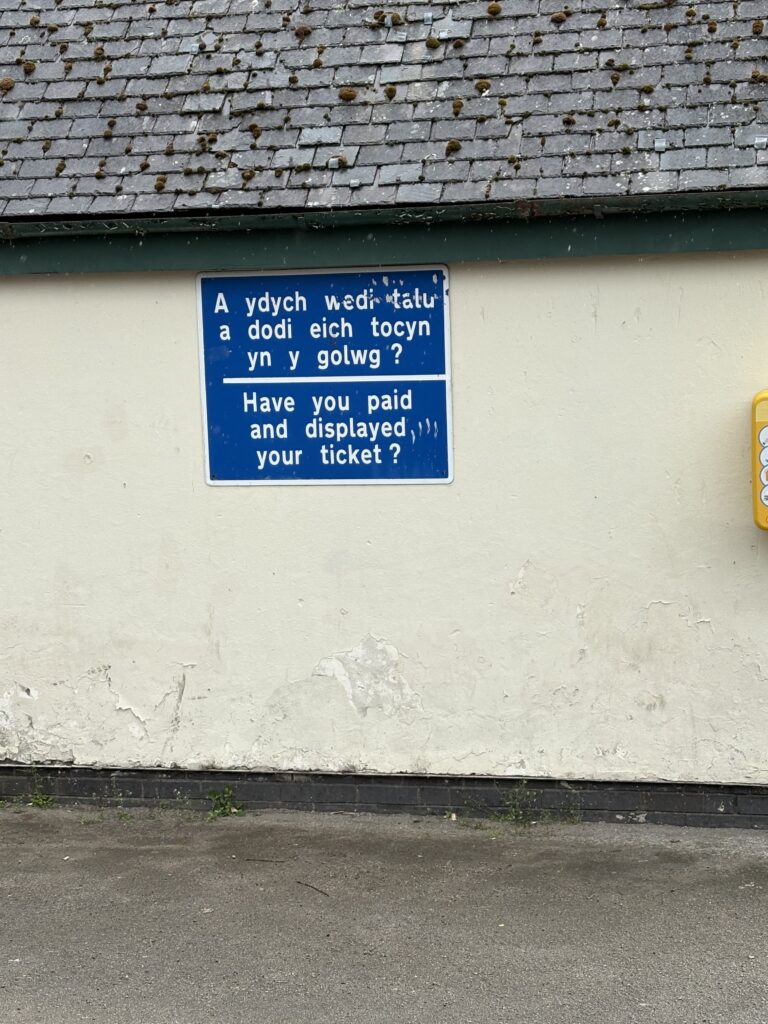 A ydych wedi talu
a dodi eich tocyn
yn y golwg ?
Have you paid
and displayed
your ticket ?